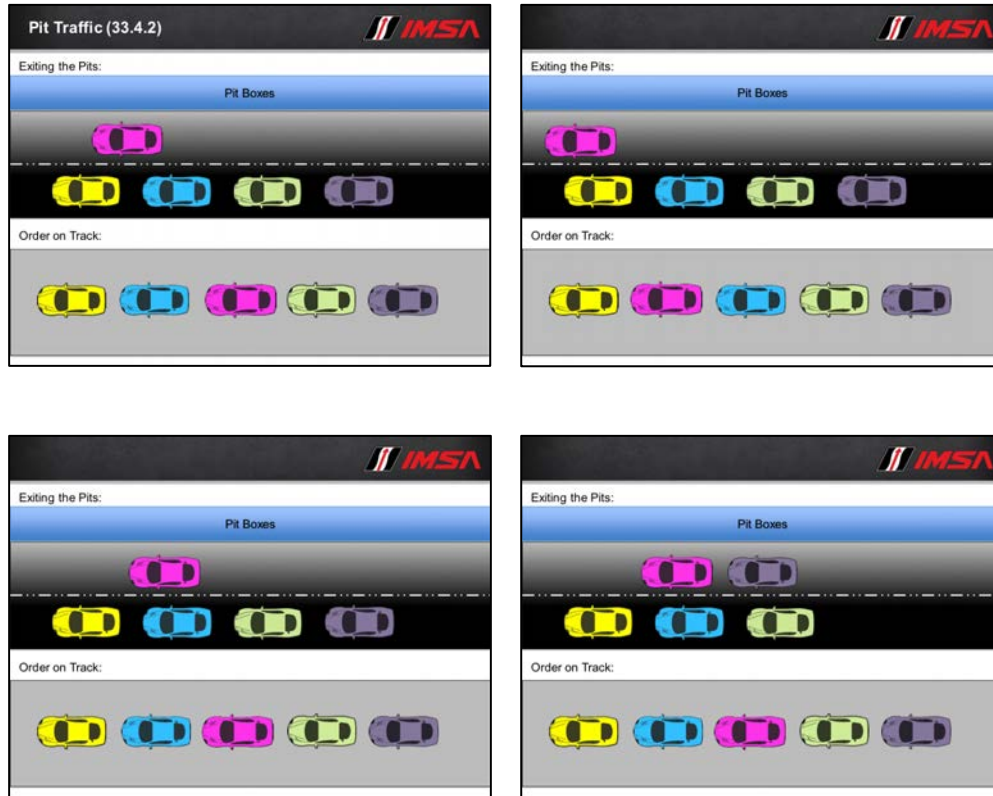 Pit Traffic (33.4.2)
IMSA
Exiting the Pits:
Pit Boxes
Order on Track:
IMSA
Exiting the Pits:
Pit Boxes
Order on Track:
IMSA
Exiting the Pits:
Pit Boxes
Order on Track:
IMSA
Exiting the Pits:
Pit Boxes
Order on Track: